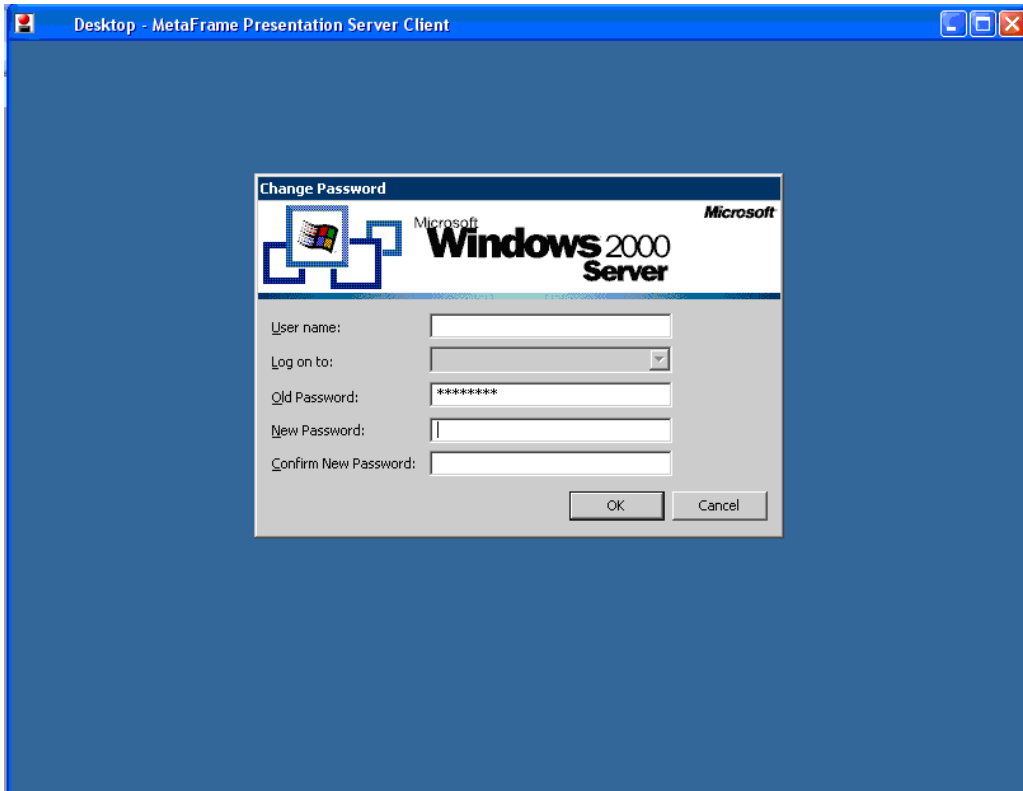 Desktop - MetaFrame Presentation Server Client
Change Password
Microsoft
Microsoft
Windows 2000
Server
User name:
Log on to:
Old Password:
********
New Password:
Confirm New Password:
OK
Cancel